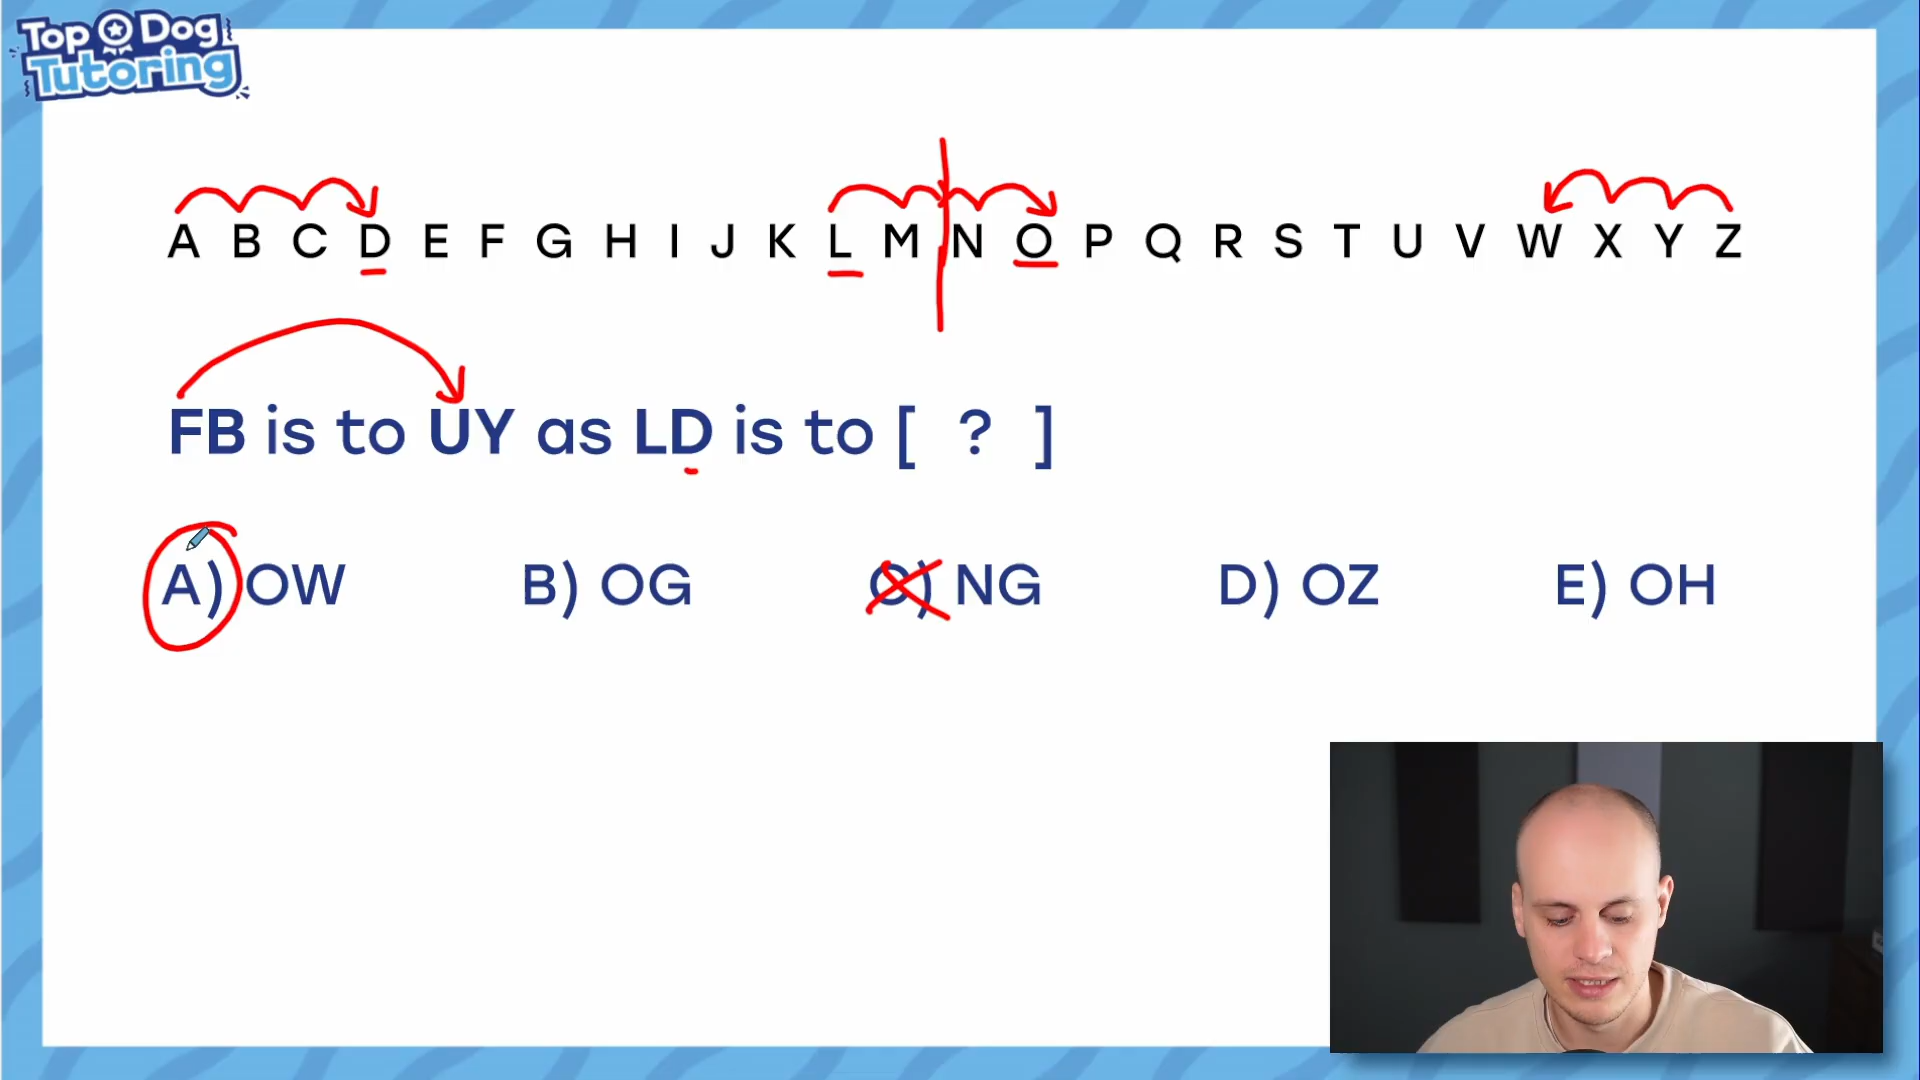 Top Dog
Tutoring
A B C D E F G H I J K L M N O P Q R S T U V W X Y Z
FB is to UY as LD is to [ ? ]
A) OW B) OG C) NG D) OZ E) OH